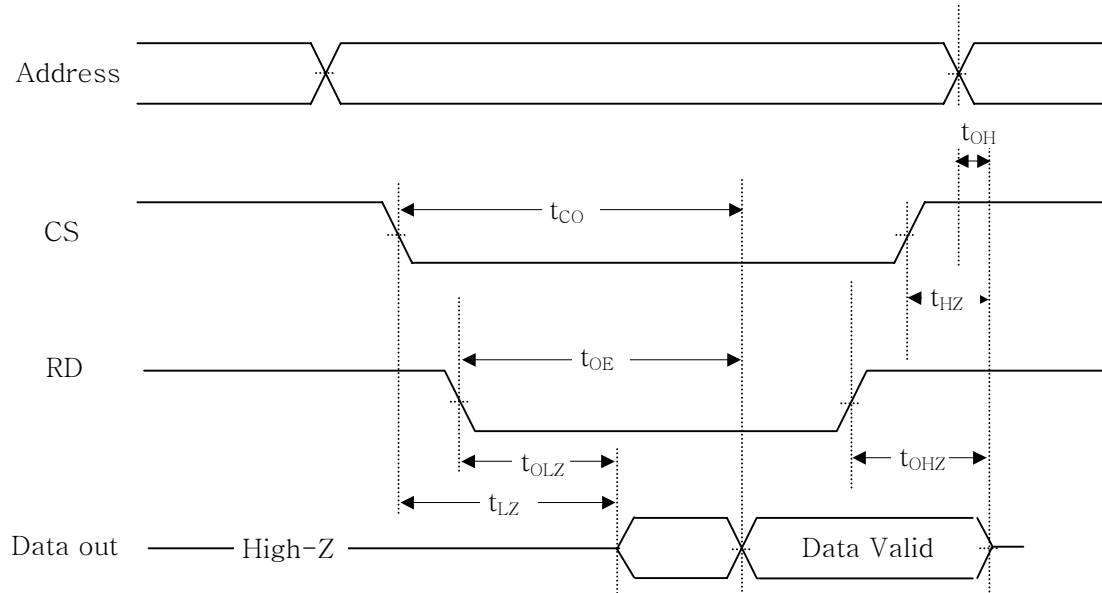 Address
tOH
CS
tCO
tHZ
RD
tOE
tOLZ
tOHZ
tLZ
Data out
High-Z
Data Valid